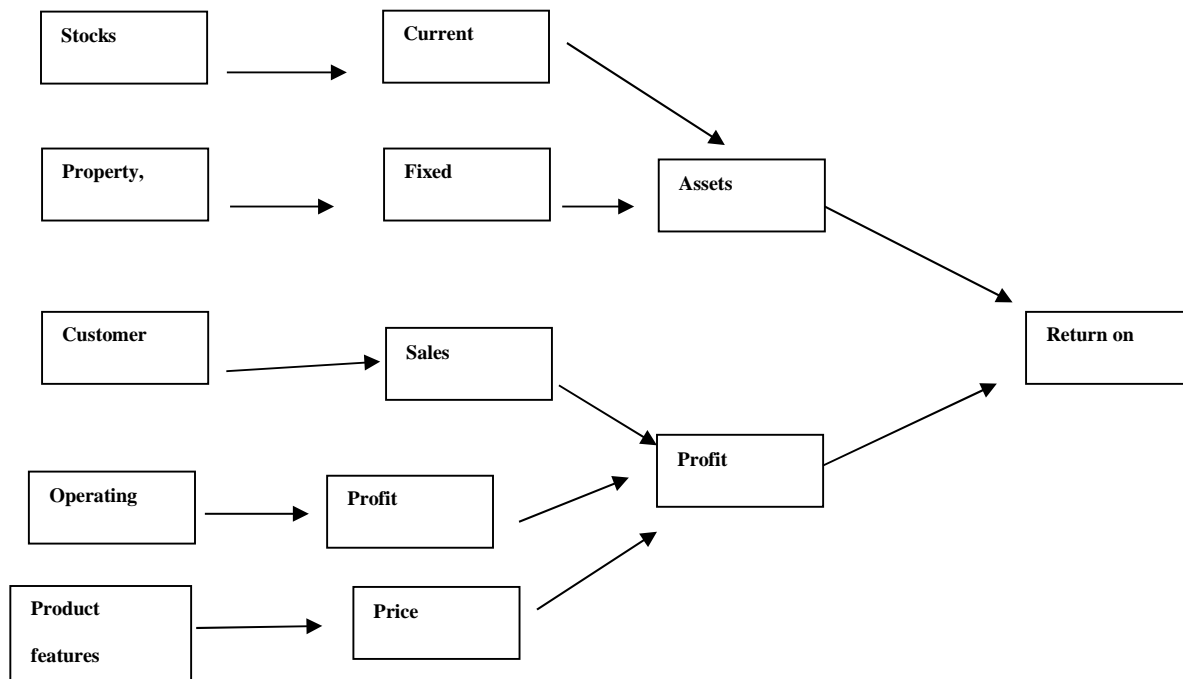 Stocks
Current
Property,
Fixed
Assets
Customer
Sales
Return on
Profit
Operating
Profit
Product
features
Price